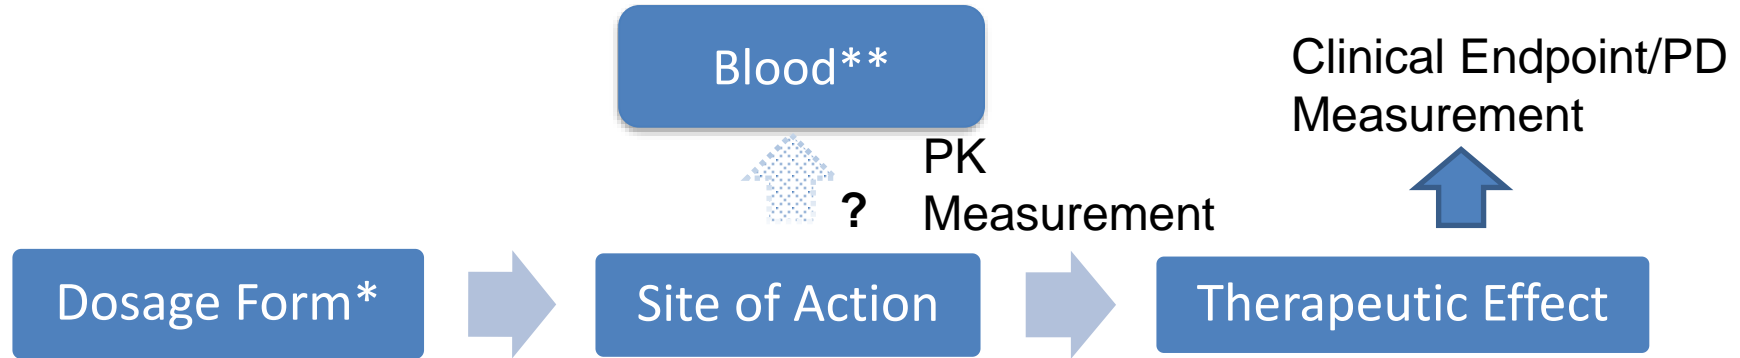 Blood**
Clinical Endpoint/PD
Measurement
PK
Measurement
?
Dosage Form*
Site of Action
Therapeutic Effect